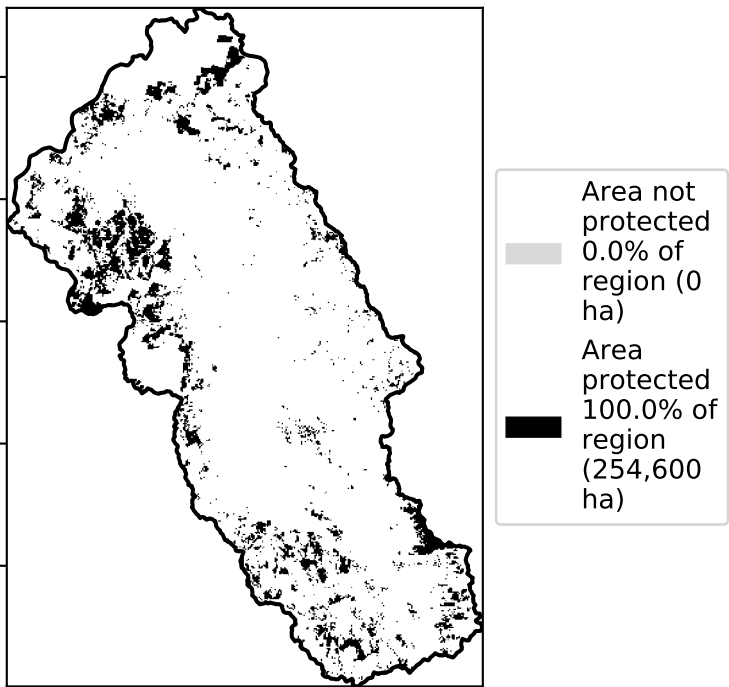 Area not
protected
0.0% of
region (0
ha)
Area
protected
100.0% of
region
(254,600
ha)